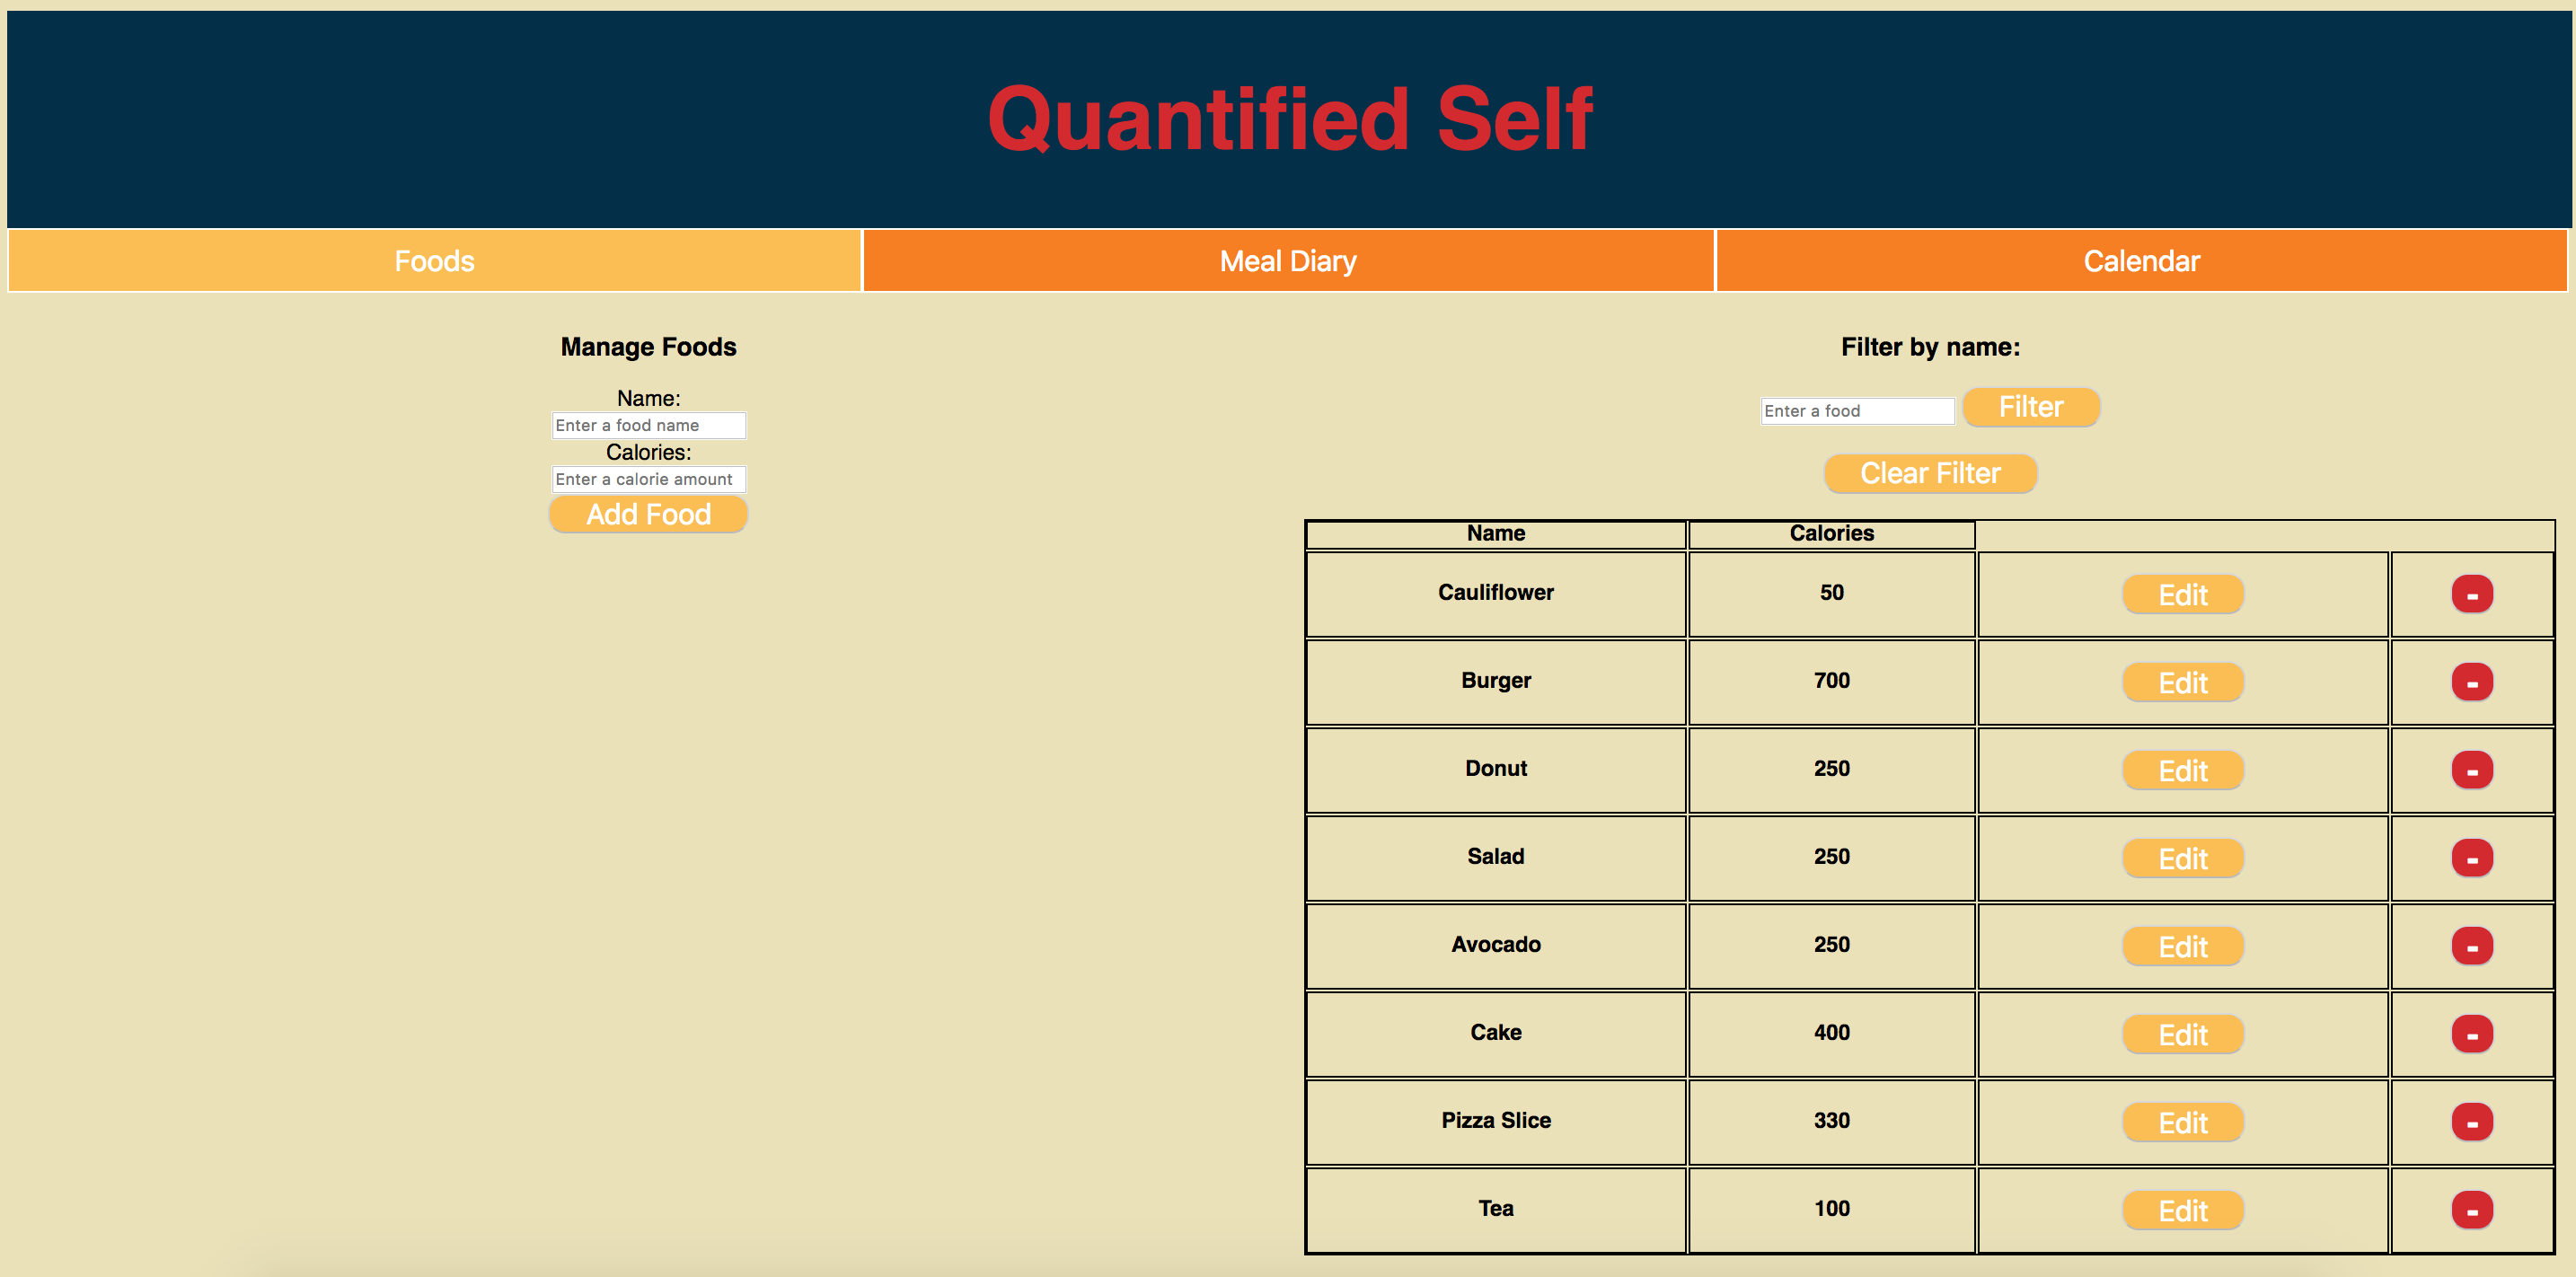 Quantified Self
Foods Meal Diary Calendar
Manage Foods
Name:
Enter a food name
Calories:
Enter a calorie amount
Add Food
Filter by name:
Enter a food Filter
Clear Filter
Name Calories
Cauliflower 50 Edit -
Burger 700 Edit -
Donut 250 Edit -
Salad 250 Edit -
Avocado 250 Edit -
Cake 400 Edit -
Pizza Slice 330 Edit -
Tea 100 Edit -